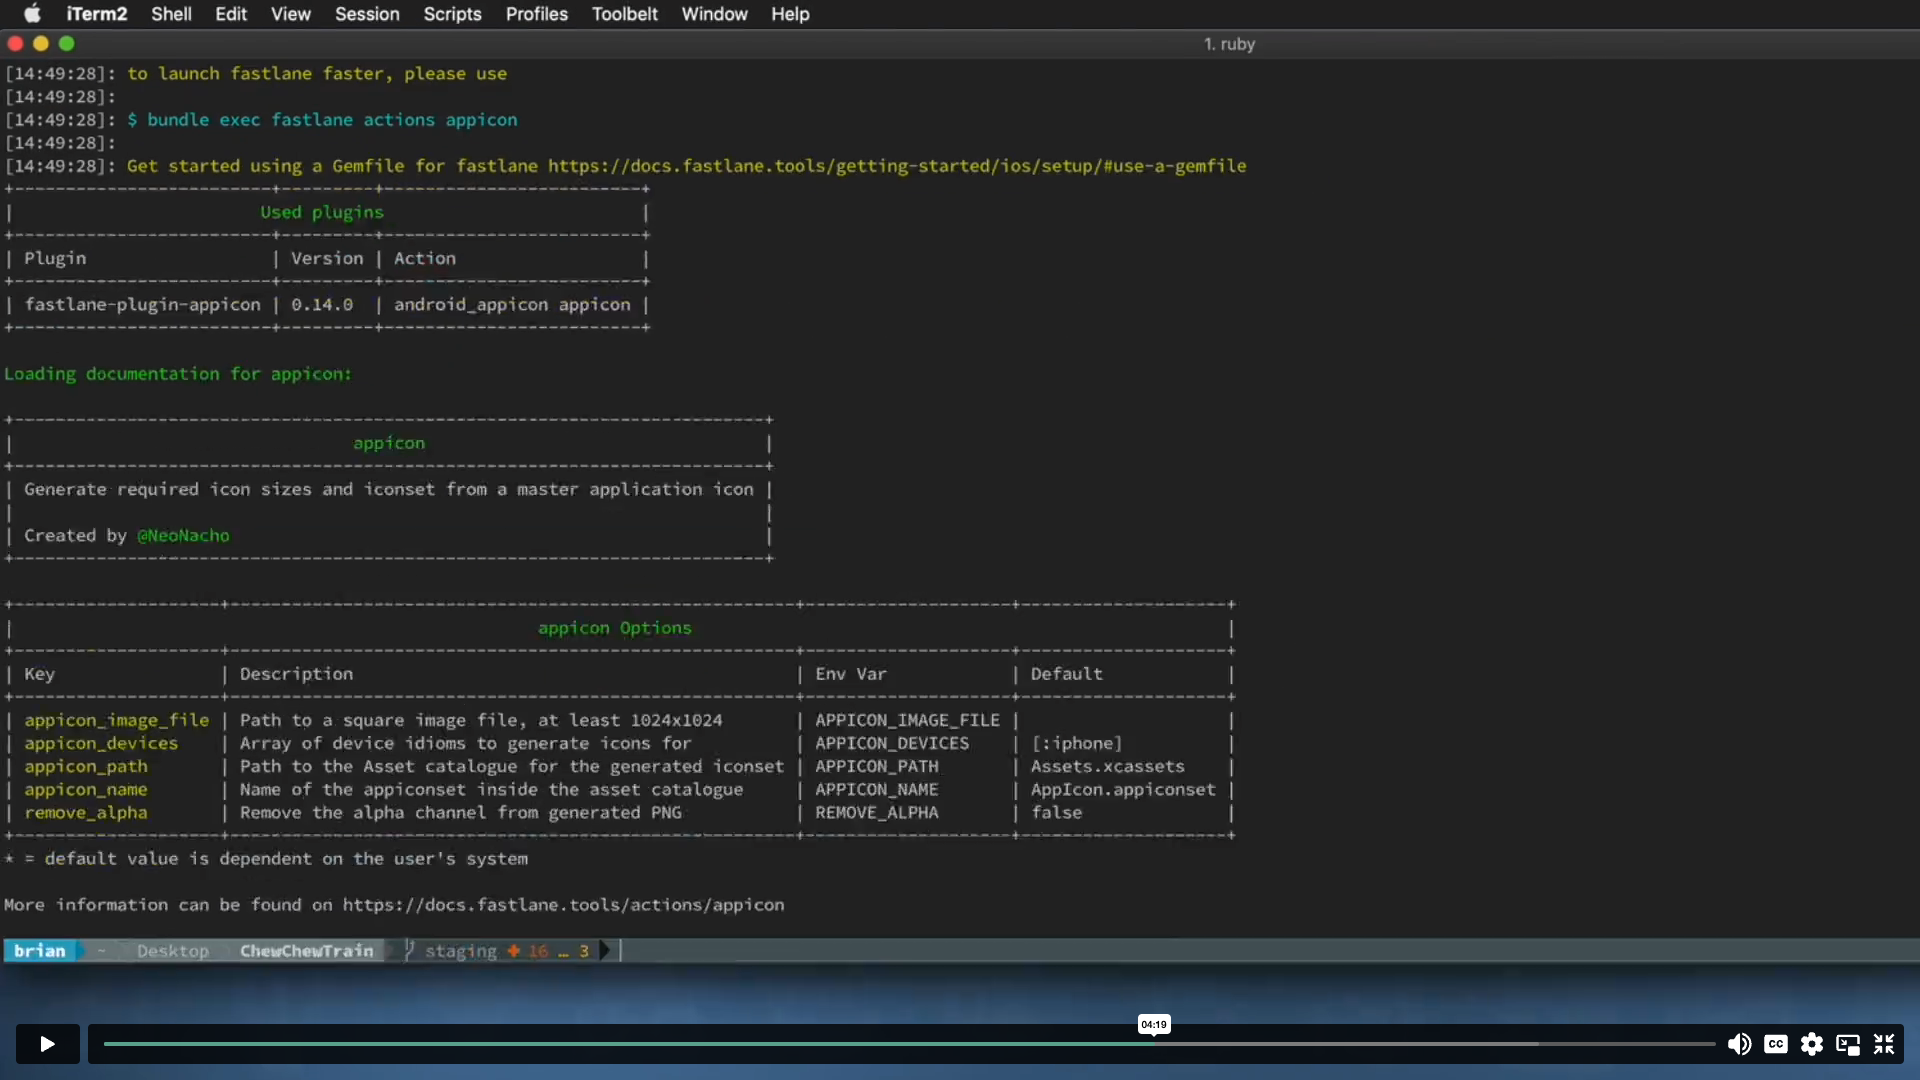 iTerm2 Shell Edit View Session Scripts Profiles Toolbelt Window Help
1. ruby
[14:49:28]: to launch fastlane faster, please use
[14:49:28]:
[14:49:28]: $ bundle exec fastlane actions appicon
[14:49:28]:
[14:49:28]: Get started using a Gemfile for fastlane https://docs.fastlane.tools/getting-started/ios/setup/#use-a-gemfile
Used plugins
| Plugin | Version | Action |
| fastlane-plugin-appicon | 0.14.0 | android_appicon appicon |
Loading documentation for appicon:
appicon
| Generate required icon sizes and iconset from a master application icon |
| Created by @NeoNacho |
appicon Options
| Key | Description | Env Var | Default |
| appicon_image_file | Path to a square image file, at least 1024x1024 | APPICON_IMAGE_FILE | |
| appicon_devices | Array of device idioms to generate icons for | APPICON_DEVICES | [:iphone] |
| appicon_path | Path to the Asset catalogue for the generated iconset | APPICON_PATH | Assets.xcassets |
| appicon_name | Name of the appiconset inside the asset catalogue | APPICON_NAME | AppIcon.appiconset |
| remove_alpha | Remove the alpha channel from generated PNG | REMOVE_ALPHA | false |
* = default value is dependent on the user's system
More information can be found on https://docs.fastlane.tools/actions/appicon
brian ~ Desktop ChewChewTrain staging ✚ 16 … 3
04:19
CC